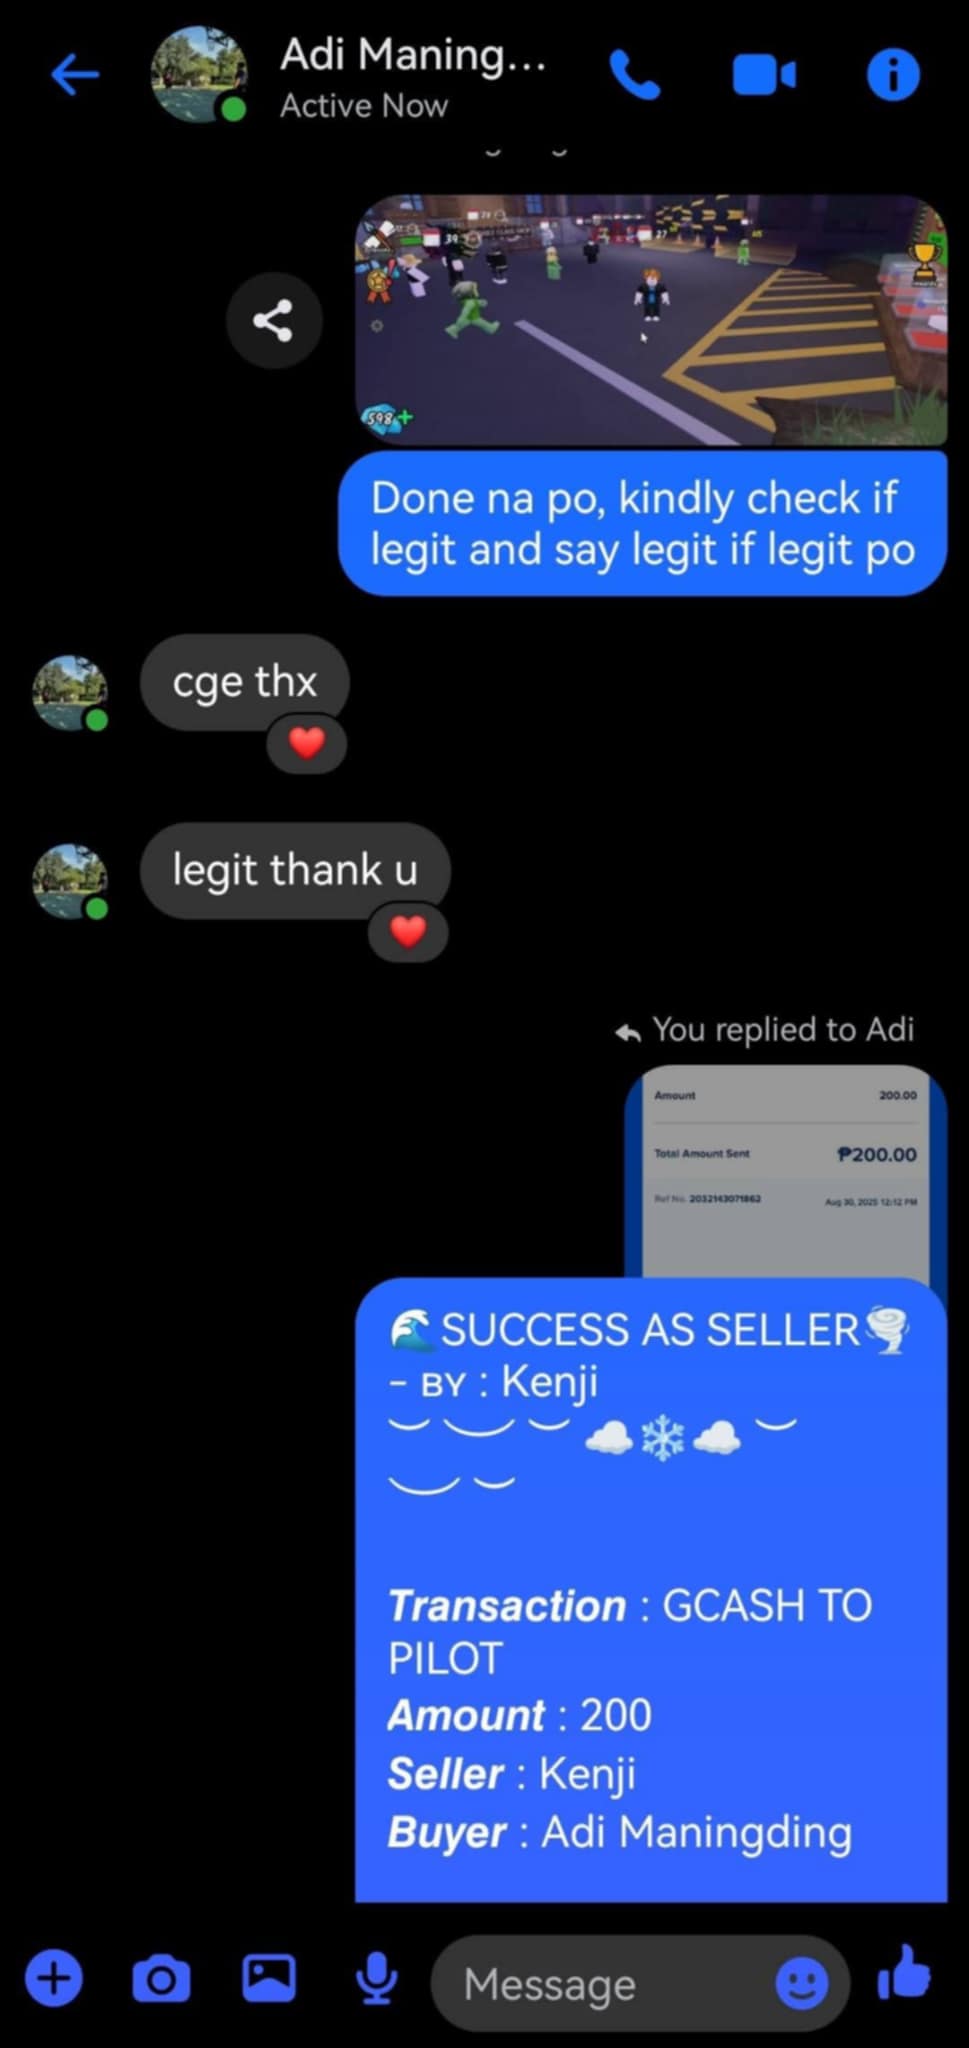 Adi Maning...
Active Now
39
27
598+
Done na po, kindly check if
legit and say legit if legit po
cge thx
legit thank u
You replied to Adi
Amount 200.00
Total Amount Sent ₱200.00
Ref No. 2032143071862 Aug 30, 2025 12:12 PM
🌊SUCCESS AS SELLER🌪️
- ʙʏ : Kenji
︶︶︶☁️❄️☁️︶
︶︶
Transaction : GCASH TO
PILOT
Amount : 200
Seller : Kenji
Buyer : Adi Maningding
Message